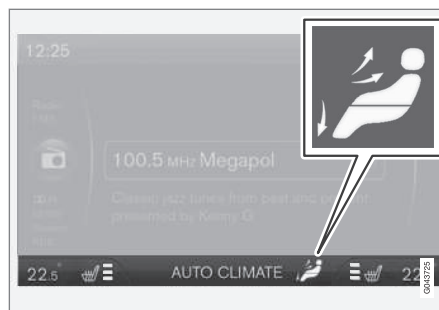 12:25
Radio
100.5 MHz Megapol
Classic jazz tunes from past and present
presented by Kenny G
22.5° AUTO CLIMATE 22
G043725